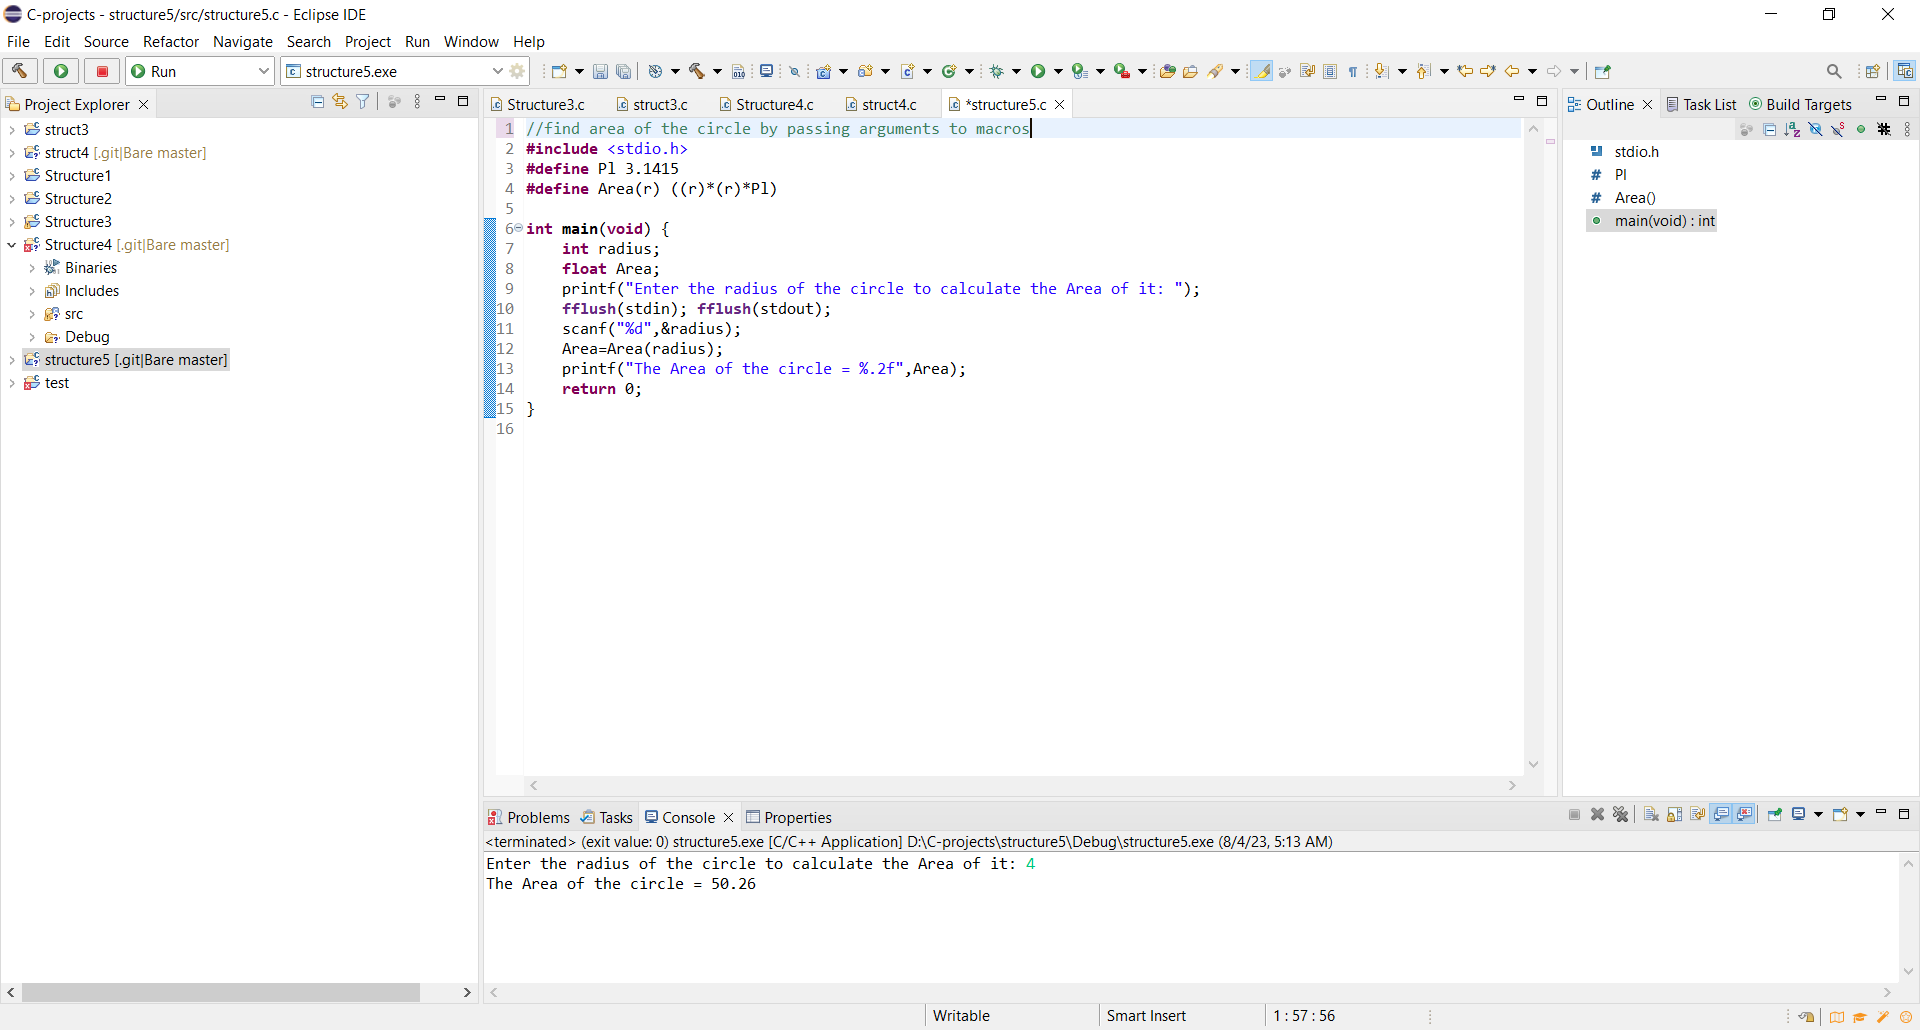 C-projects - structure5/src/structure5.c - Eclipse IDE
File Edit Source Refactor Navigate Search Project Run Window Help
Run structure5.exe
Project Explorer
struct3
struct4 [.git|Bare master]
Structure1
Structure2
Structure3
Structure4 [.git|Bare master]
Binaries
Includes
src
Debug
structure5 [.git|Bare master]
test
Structure3.c struct3.c Structure4.c struct4.c *structure5.c
1 //find area of the circle by passing arguments to macros
2 #include <stdio.h>
3 #define Pl 3.1415
4 #define Area(r) ((r)*(r)*Pl)
5
6 int main(void) {
7 int radius;
8 float Area;
9 printf("Enter the radius of the circle to calculate the Area of it: ");
10 fflush(stdin); fflush(stdout);
11 scanf("%d",&radius);
12 Area=Area(radius);
13 printf("The Area of the circle = %.2f",Area);
14 return 0;
15 }
16
Outline Task List Build Targets
stdio.h
Pl
Area()
main(void) : int
Problems Tasks Console Properties
<terminated> (exit value: 0) structure5.exe [C/C++ Application] D:\C-projects\structure5\Debug\structure5.exe (8/4/23, 5:13 AM)
Enter the radius of the circle to calculate the Area of it: 4
The Area of the circle = 50.26
Writable Smart Insert 1 : 57 : 56